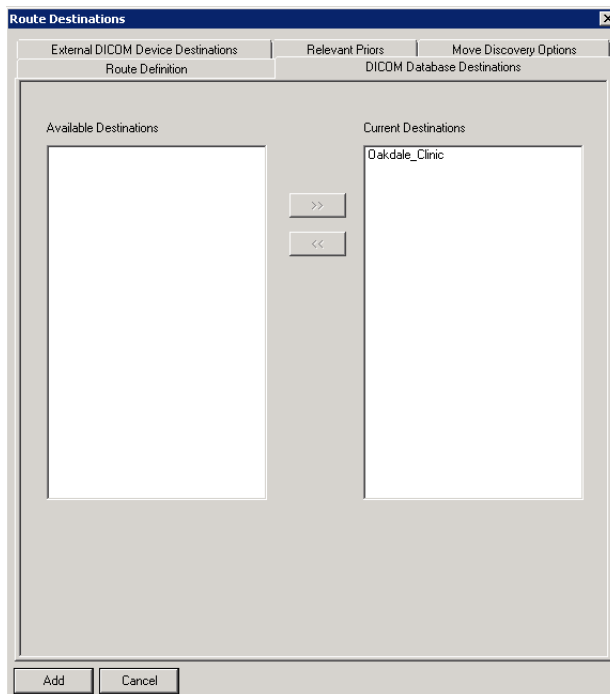 Route Destinations
External DICOM Device Destinations
Relevant Priors
Move Discovery Options
Route Definition
DICOM Database Destinations
Available Destinations
Current Destinations
Oakdale_Clinic
>>
<<
Add
Cancel